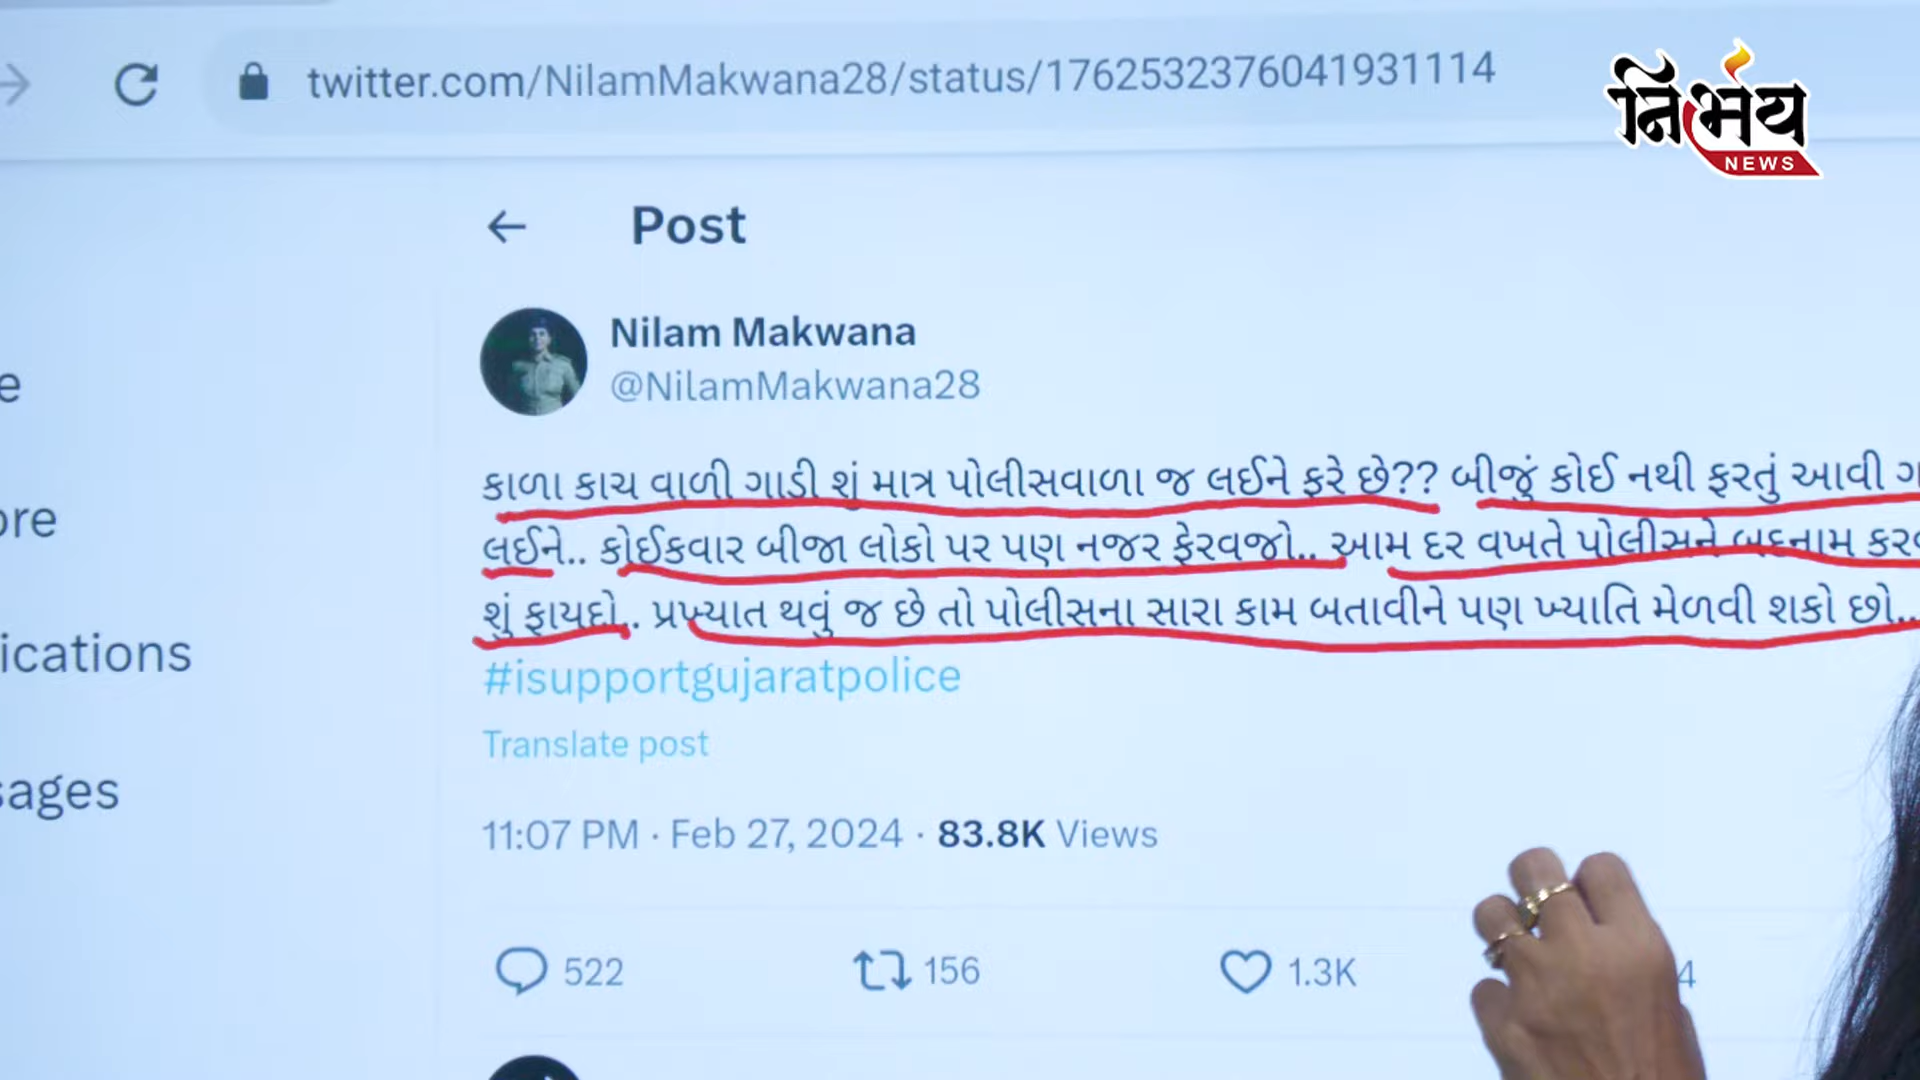 twitter.com/NilamMakwana28/status/1762532376041931114
નિર્ભય
NEWS
Post
Nilam Makwana
@NilamMakwana28
કાળા કાચ વાળી ગાડી શું માત્ર પોલીસવાળા જ લઈને ફરે છે?? બીજું કોઈ નથી ફરતું આવી
લઈને.. કોઈકવાર બીજા લોકો પર પણ નજર ફેરવજો.. આમ દર વખતે પોલીસને બદનામ
શું ફાયદો.. પ્રખ્યાત થવું જ છે તો પોલીસના સારા કામ બતાવીને પણ ખ્યાતિ મેળવી શકો છો..
#isupportgujaratpolice
Translate post
11:07 PM · Feb 27, 2024 · 83.8K Views
522 156 1.3K